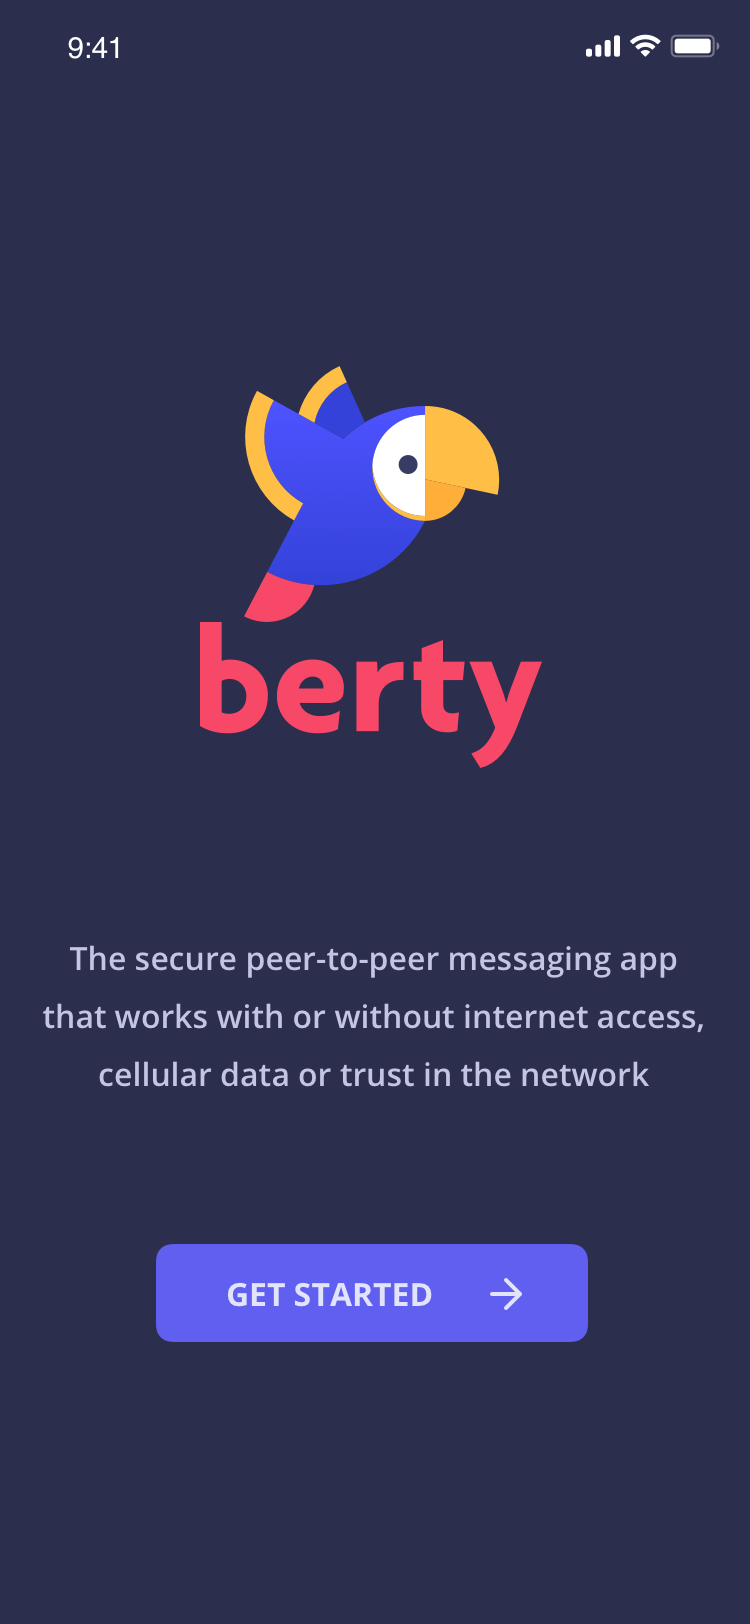 9:41
berty
The secure peer-to-peer messaging app
that works with or without internet access,
cellular data or trust in the network
GET STARTED